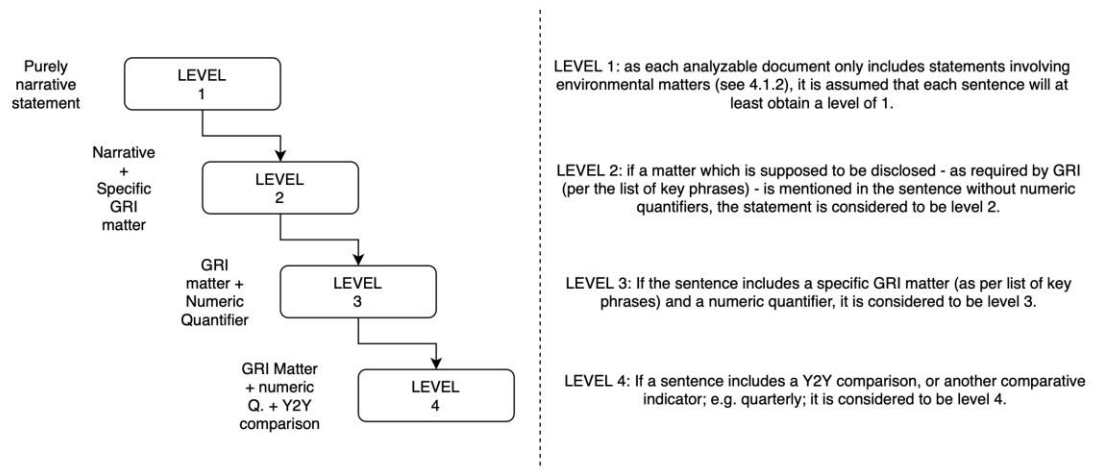 Purely
narrative
statement
LEVEL
1
LEVEL 1: as each analyzable document only includes statements involving
environmental matters (see 4.1.2), it is assumed that each sentence will at
least obtain a level of 1.
Narrative
+
Specific
GRI
matter
LEVEL
2
LEVEL 2: if a matter which is supposed to be disclosed - as required by GRI
(per the list of key phrases) - is mentioned in the sentence without numeric
quantifiers, the statement is considered to be level 2.
GRI
matter +
Numeric
Quantifier
LEVEL
3
LEVEL 3: If the sentence includes a specific GRI matter (as per list of key
phrases) and a numeric quantifier, it is considered to be level 3.
GRI Matter
+ numeric
Q. + Y2Y
comparison
LEVEL
4
LEVEL 4: If a sentence includes a Y2Y comparison, or another comparative
indicator; e.g. quarterly; it is considered to be level 4.